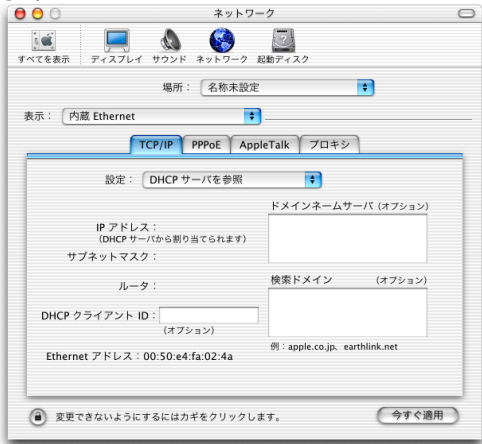 ネットワーク
すべてを表示 ディスプレイ サウンド ネットワーク 起動ディスク
場所： 名称未設定
表示： 内蔵 Ethernet
TCP/IP PPPoE AppleTalk プロキシ
設定： DHCP サーバを参照
ドメインネームサーバ (オプション)
IP アドレス：
(DHCP サーバから割り当てられます)
サブネットマスク：
ルータ：
検索ドメイン (オプション)
DHCP クライアント ID：
(オプション)
例：apple.co.jp、earthlink.net
Ethernet アドレス：00:50:e4:fa:02:4a
変更できないようにするにはカギをクリックします。
今すぐ適用